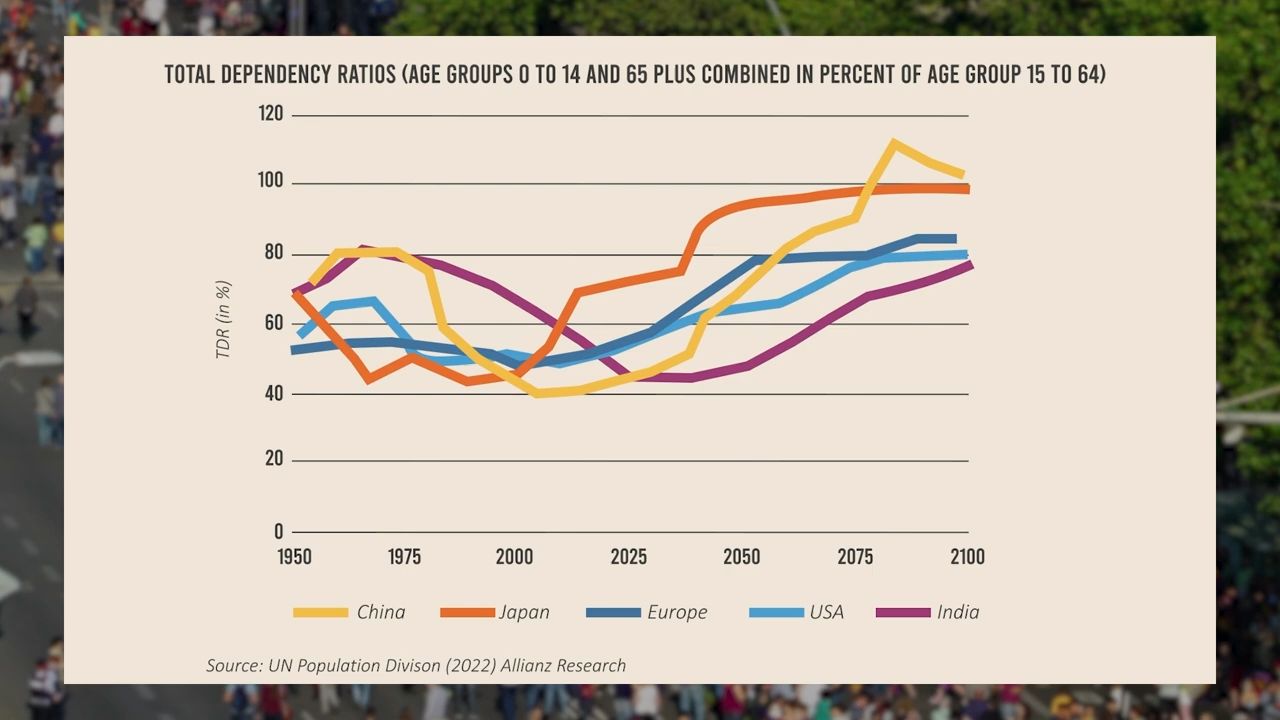 TOTAL DEPENDENCY RATIOS (AGE GROUPS 0 TO 14 AND 65 PLUS COMBINED IN PERCENT OF AGE GROUP 15 TO 64)
120
100
80
60
40
20
0
TDR (in %)
1950 1975 2000 2025 2050 2075 2100
China Japan Europe USA India
Source: UN Population Divison (2022) Allianz Research